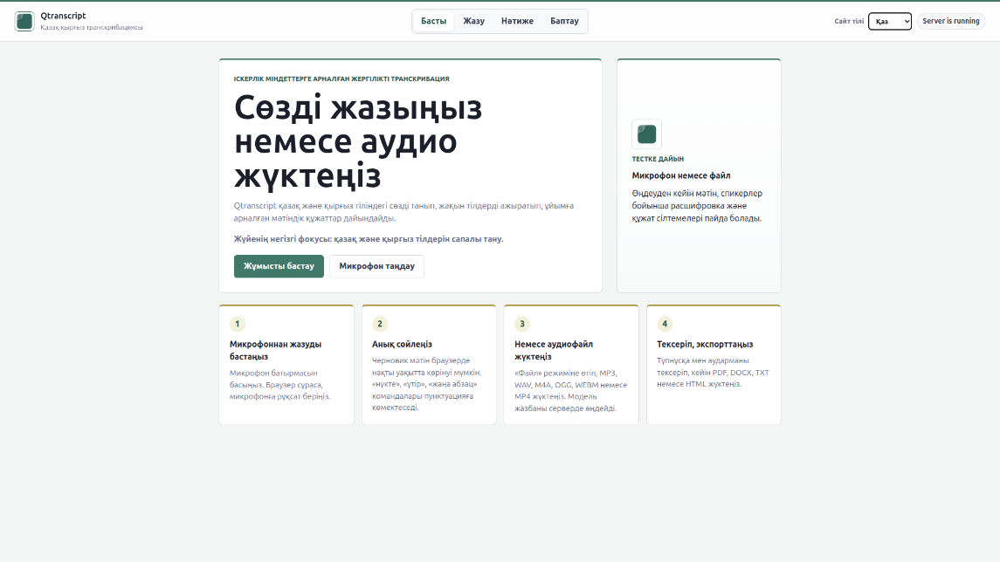 Qtranscript
Қазақ-қырғыз транскрибациясы
Басты
Жазу
Нәтиже
Баптау
Сайт тілі
Қаз
Server is running
ІСКЕРЛІК МІНДЕТТЕРГЕ АРНАЛҒАН ЖЕРГІЛІКТІ ТРАНСКРИБАЦИЯ
Сөзді жазыңыз
немесе аудио
жүктеңіз
Qtranscript қазақ және қырғыз тіліндегі сөзді танып, жақын тілдерді ажыратып, ұйымға
арналған мәтіндік құжаттар дайындайды.
Жүйенің негізгі фокусы: қазақ және қырғыз тілдерін сапалы тану.
Жұмысты бастау
Микрофон таңдау
ТЕСТКЕ ДАЙЫН
Микрофон немесе файл
Өңдеуден кейін мәтін, спикерлер
бойынша расшифровка және
құжат сілтемелері пайда болады.
1
Микрофоннан жазуды
бастаңыз
Микрофон батырмасын
басыңыз. Браузер сұраса,
микрофонға рұқсат беріңіз.
2
Анық сөйлеңіз
Черновик мәтін браузерде
нақты уақытта көрінуі мүмкін.
«нүкте», «үтір», «жаңа абзац»
командалары пунктуацияға
көмектеседі.
3
Немесе аудиофайл
жүктеңіз
«Файл» режиміне өтіп, MP3,
WAV, M4A, OGG, WEBM немесе
MP4 жүктеңіз. Модель
жазбаны серверде өңдейді.
4
Тексеріп, экспорттаңыз
Түпнұсқа мен аударманы
тексеріп, кейін PDF, DOCX, TXT
немесе HTML жүктеңіз.